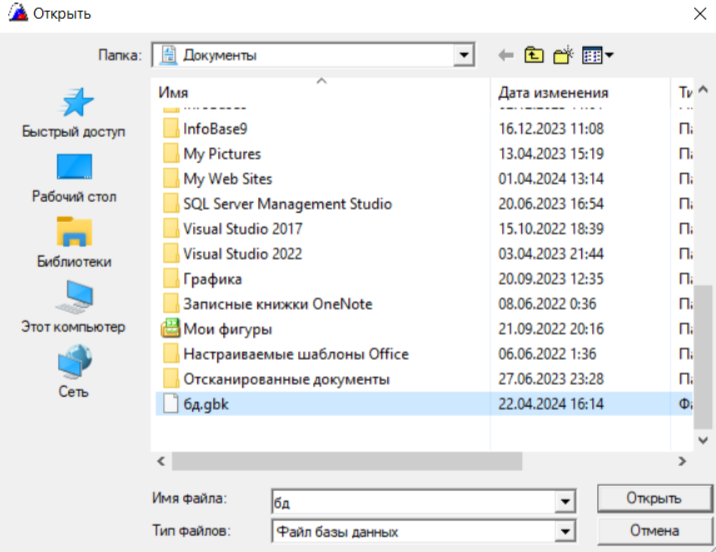 Открыть
Папка: Документы
Имя Дата изменения
InfoBase9 16.12.2023 11:08
My Pictures 13.04.2023 15:19
My Web Sites 01.04.2024 13:14
SQL Server Management Studio 20.06.2023 16:54
Visual Studio 2017 15.10.2022 18:39
Visual Studio 2022 03.04.2023 21:44
Графика 20.09.2023 12:35
Записные книжки OneNote 08.06.2022 0:36
Мои фигуры 21.09.2022 20:16
Настраиваемые шаблоны Office 06.06.2022 1:36
Отсканированные документы 27.06.2023 23:28
бд.gbk 22.04.2024 16:14
Быстрый доступ
Рабочий стол
Библиотеки
Этот компьютер
Сеть
Имя файла: бд Открыть
Тип файлов: Файл базы данных Отмена